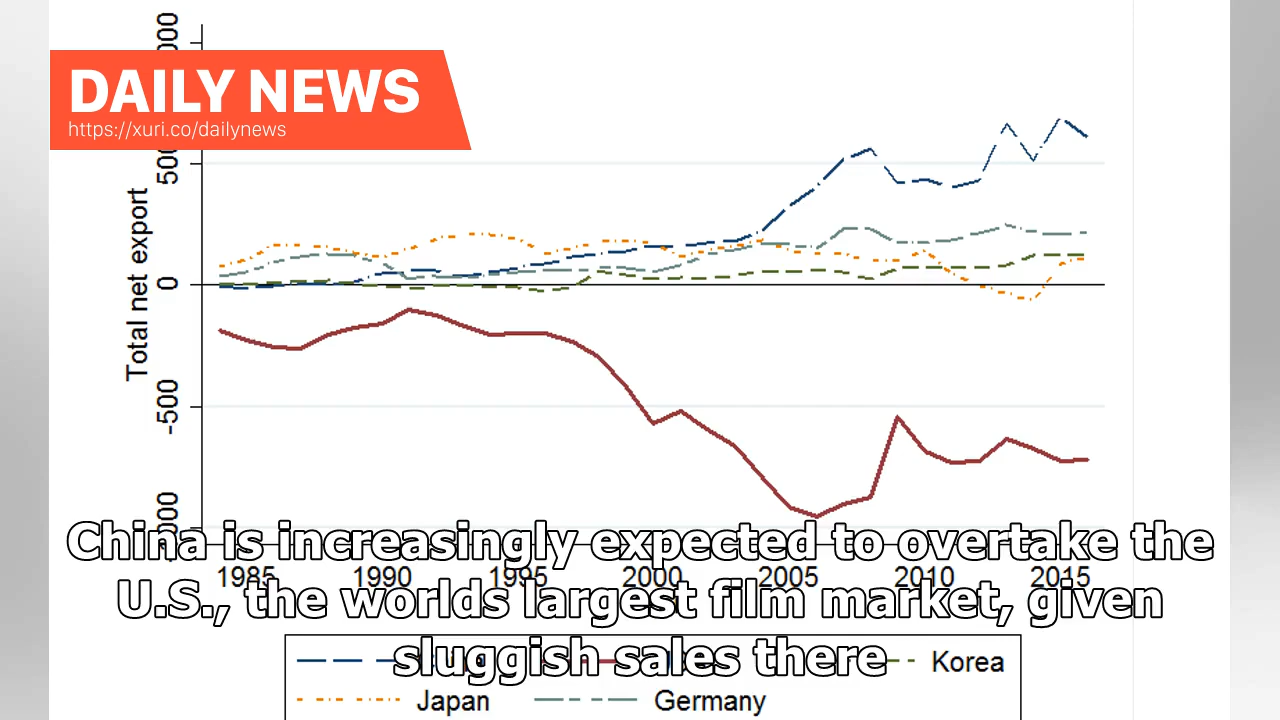 DAILY NEWS
https://xuri.co/dailynews
Total net export
0
-500
China is increasingly expected to overtake the
1985 1990 1995 2000 2005 2010 2015
U.S., the worlds largest film market, given
sluggish sales there
Korea
Japan Germany